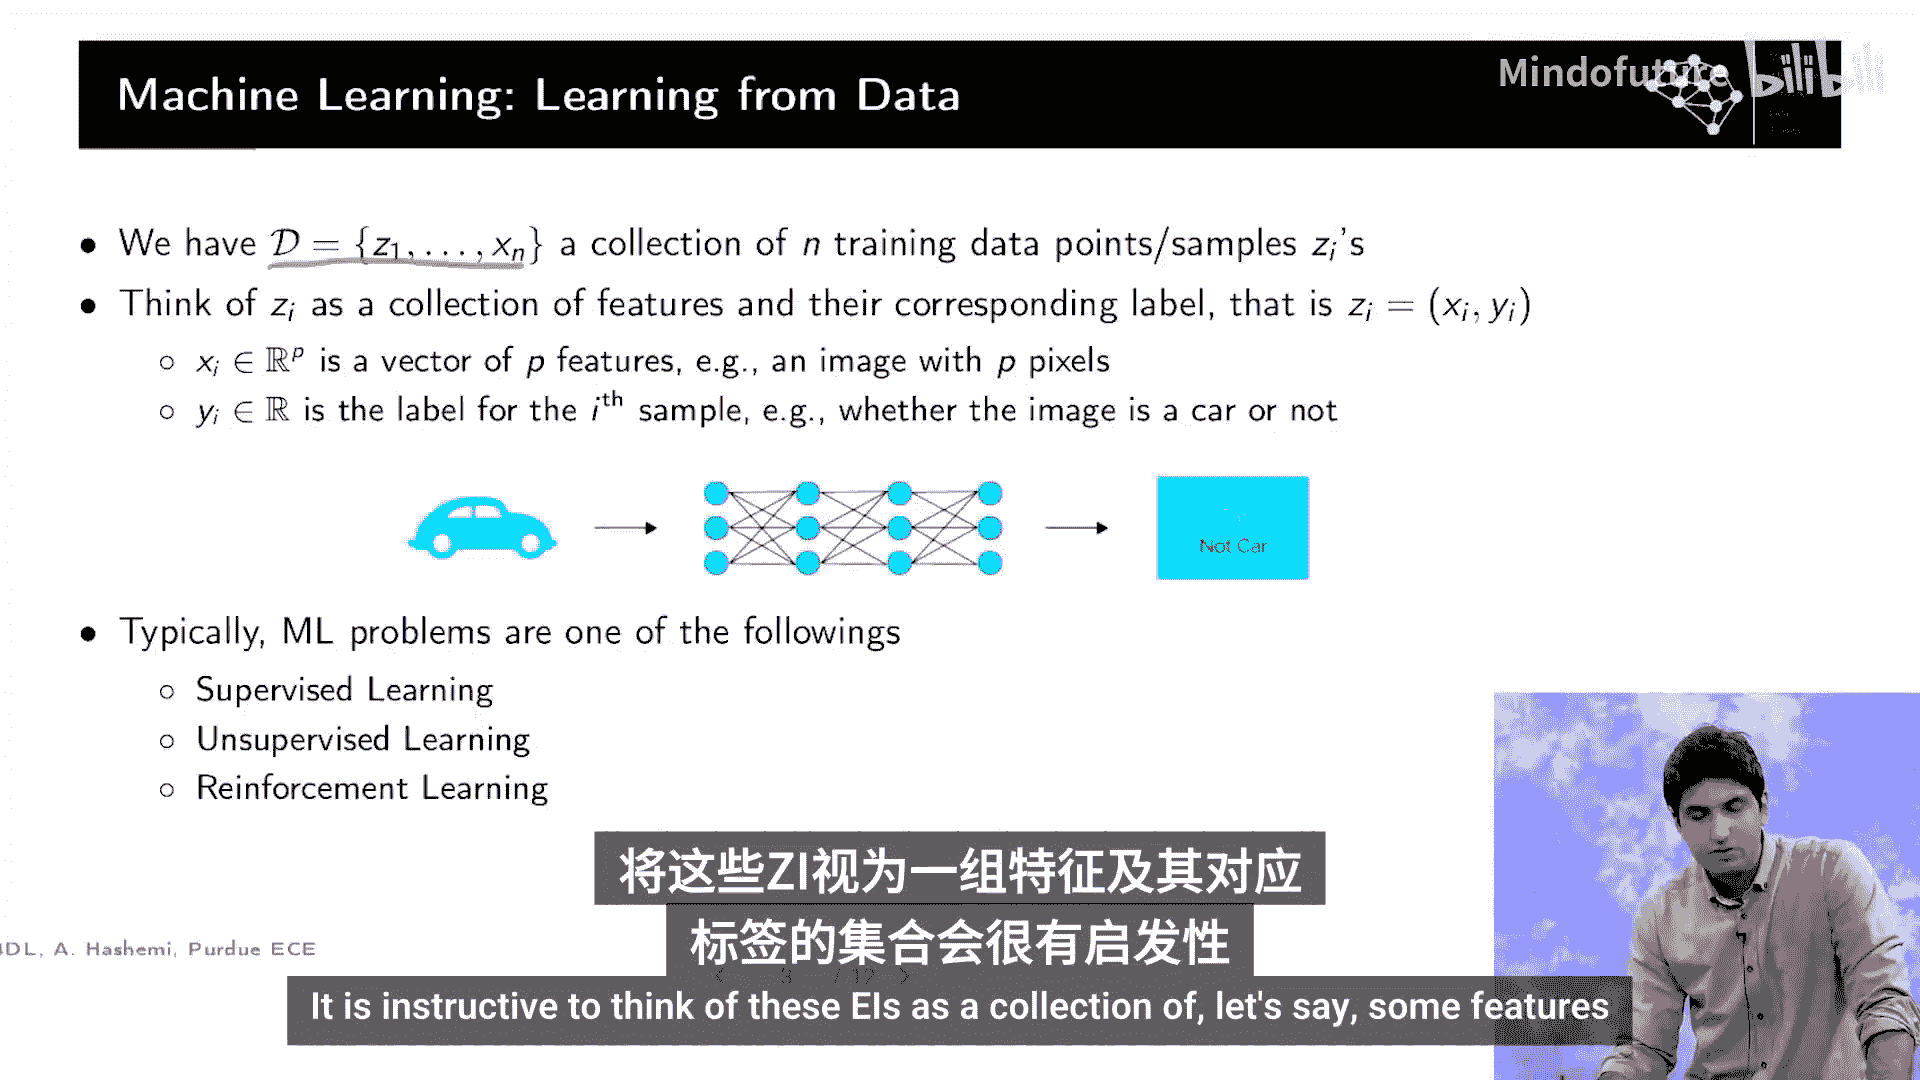 Machine Learning: Learning from Data
Mindofuture
bilibili
• We have 𝒟 = {z₁, . . . , xₙ} a collection of n training data points/samples zᵢ's
• Think of zᵢ as a collection of features and their corresponding label, that is zᵢ = (xᵢ, yᵢ)
○ xᵢ ∈ ℝᵖ is a vector of p features, e.g., an image with p pixels
○ yᵢ ∈ ℝ is the label for the iᵗʰ sample, e.g., whether the image is a car or not
Not Car
• Typically, ML problems are one of the followings
○ Supervised Learning
○ Unsupervised Learning
○ Reinforcement Learning
将这些ZI视为一组特征及其对应
标签的集合会很有启发性
DL, A. Hashemi, Purdue ECE
3 / 12
It is instructive to think of these EIs as a collection of, let's say, some features